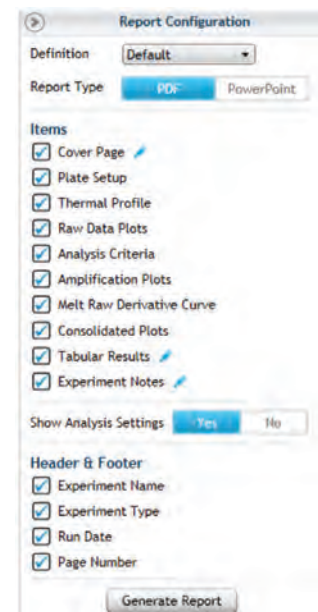 Report Configuration
Definition Default
Report Type PDF PowerPoint
Items
Cover Page
Plate Setup
Thermal Profile
Raw Data Plots
Analysis Criteria
Amplification Plots
Melt Raw Derivative Curve
Consolidated Plots
Tabular Results
Experiment Notes
Show Analysis Settings Yes No
Header & Footer
Experiment Name
Experiment Type
Run Date
Page Number
Generate Report